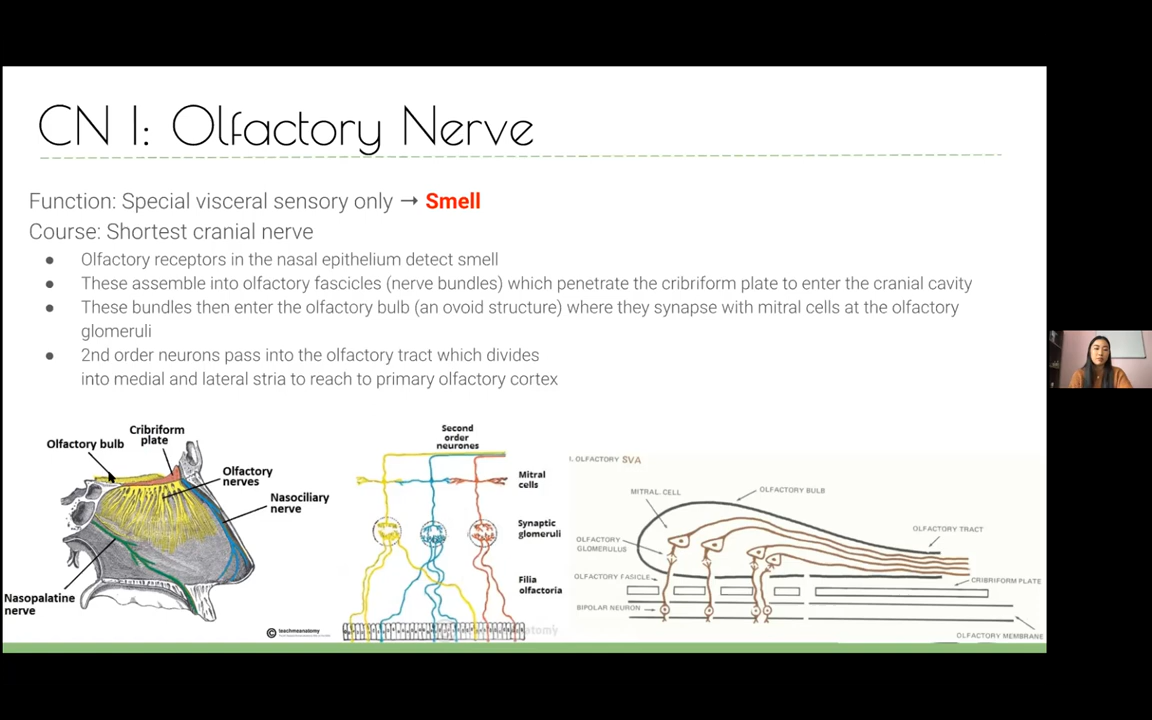 CN I: Olfactory Nerve
Function: Special visceral sensory only → Smell
Course: Shortest cranial nerve
● Olfactory receptors in the nasal epithelium detect smell
● These assemble into olfactory fascicles (nerve bundles) which penetrate the cribriform plate to enter the cranial cavity
● These bundles then enter the olfactory bulb (an ovoid structure) where they synapse with mitral cells at the olfactory
glomeruli
● 2nd order neurons pass into the olfactory tract which divides
into medial and lateral stria to reach to primary olfactory cortex
Cribriform
plate
Olfactory bulb
Olfactory
nerves
Nasociliary
nerve
Nasopalatine
nerve
© teachmeanatomy
Second
order
neurones
Mitral
cells
Synaptic
glomeruli
Filia
olfactoria
I. OLFACTORY SVA
MITRAL CELL
OLFACTORY BULB
OLFACTORY TRACT
OLFACTORY
GLOMERULUS
OLFACTORY FASICLE
CRIBRIFORM PLATE
BIPOLAR NEURON
OLFACTORY MEMBRANE